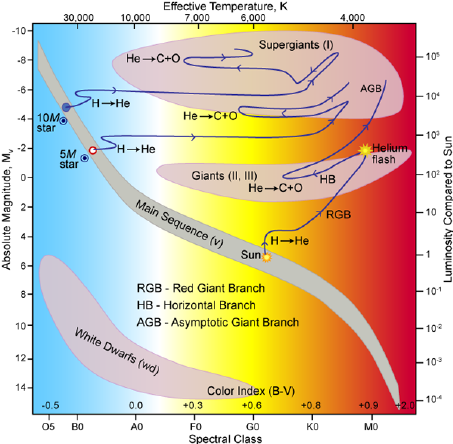 Effective Temperature, K
30,000 10,000 7,000 6,000 4,000
-10
-8
-6
-4
-2
0
2
4
6
8
10
12
14
Absolute Magnitude, Mv
Supergiants (I)
He→C+O
AGB
H→He
He→C+O
10M
star
5M
star
H→He
Helium
flash
Giants (II, III)
HB
He→C+O
RGB
Main Sequence (v)
H→He
Sun
RGB - Red Giant Branch
HB - Horizontal Branch
AGB - Asymptotic Giant Branch
White Dwarfs (wd)
Color Index (B-V)
-0.5 0.0 +0.3 +0.6 +0.8 +0.9 +2.0
O5 B0 A0 F0 G0 K0 M0
Spectral Class
10⁵
10⁴
10³
10²
10
1
10⁻¹
10⁻²
10⁻³
10⁻⁴
Luminosity Compared to Sun